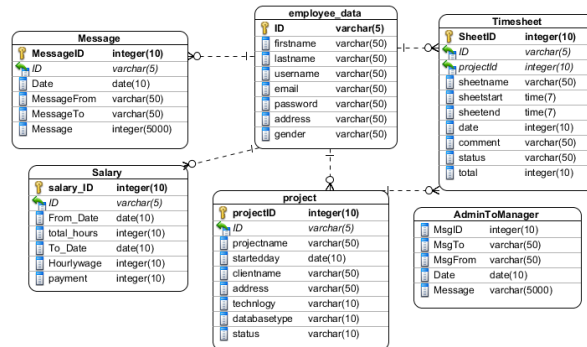 employee_data
ID varchar(5)
firstname varchar(50)
lastname varchar(50)
username varchar(50)
email varchar(50)
password varchar(50)
address varchar(50)
gender varchar(50)
Message
MessageID integer(10)
ID varchar(5)
Date date(10)
MessageFrom varchar(50)
MessageTo varchar(50)
Message integer(5000)
Timesheet
SheetID integer(10)
ID varchar(5)
projectId integer(10)
sheetname varchar(50)
sheetstart time(7)
sheetend time(7)
date integer(10)
comment varchar(50)
status varchar(50)
total integer(10)
Salary
salary_ID integer(10)
ID varchar(5)
From_Date date(10)
total_hours integer(10)
To_Date date(10)
Hourlywage integer(10)
payment integer(10)
project
projectID integer(10)
ID varchar(5)
projectname varchar(50)
startedday date(10)
clientname varchar(50)
address varchar(50)
technlogy varchar(10)
databasetype varchar(10)
status varchar(10)
AdminToManager
MsgID integer(10)
MsgTo varchar(50)
MsgFrom varchar(50)
Date date(10)
Message varchar(5000)